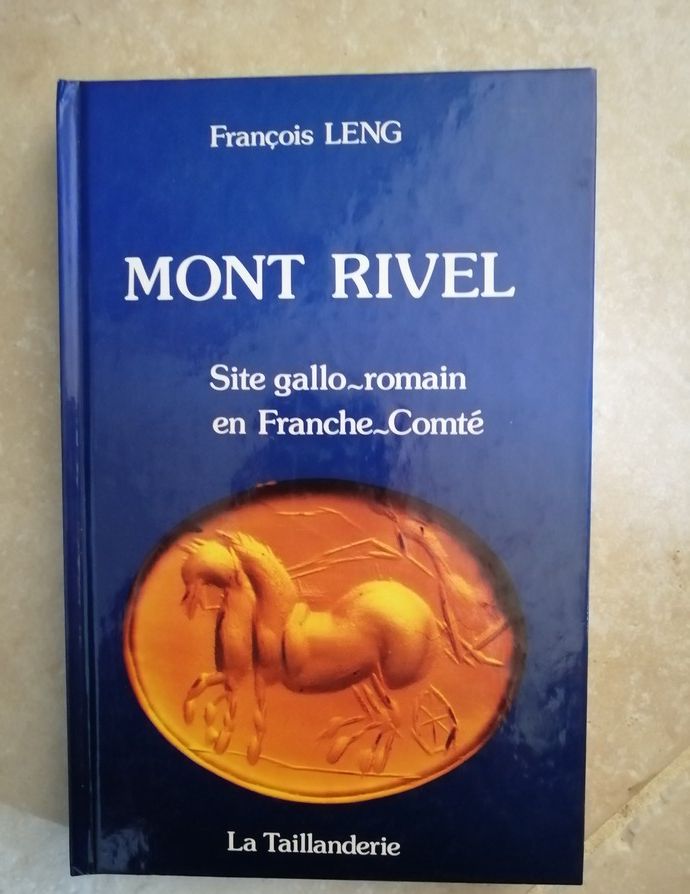 François LENG
MONT RIVEL
Site gallo~romain
en Franche~Comté
La Taillanderie